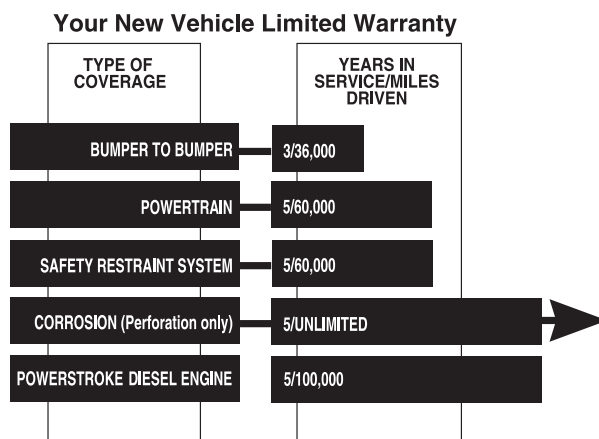 Your New Vehicle Limited Warranty
TYPE OF
COVERAGE
YEARS IN
SERVICE/MILES
DRIVEN
BUMPER TO BUMPER
3/36,000
POWERTRAIN
5/60,000
SAFETY RESTRAINT SYSTEM
5/60,000
CORROSION (Perforation only)
5/UNLIMITED
POWERSTROKE DIESEL ENGINE
5/100,000